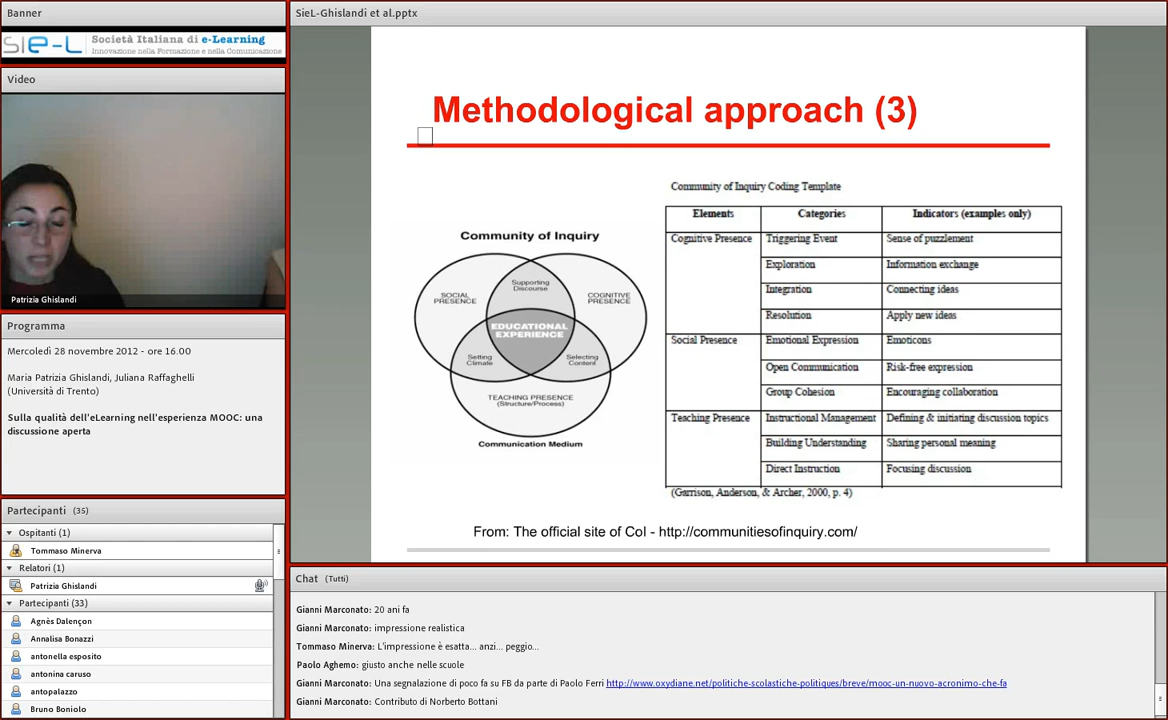 Banner
sie-L Società Italiana di e-Learning
Innovazione nella Formazione e nella Comunicazione
Video
Patrizia Ghislandi
Programma
Mercoledì 28 novembre 2012 - ore 16.00
Maria Patrizia Ghislandi, Juliana Raffaghelli
(Università di Trento)
Sulla qualità dell'eLearning nell'esperienza MOOC: una
discussione aperta
Partecipanti (35)
Ospitanti (1)
Tommaso Minerva
Relatori (1)
Patrizia Ghislandi
Partecipanti (33)
Agnès Dalençon
Annalisa Bonazzi
antonella esposito
antonina caruso
antopalazzo
Bruno Boniolo
SieL-Ghislandi et al.pptx
Methodological approach (3)
Community of Inquiry
SOCIAL
PRESENCE
Supporting
Discourse
COGNITIVE
PRESENCE
EDUCATIONAL
EXPERIENCE
Setting
Climate
Selecting
Content
TEACHING PRESENCE
(Structure/Process)
Communication Medium
Community of Inquiry Coding Template
Elements Categories Indicators (examples only)
Cognitive Presence Triggering Event Sense of puzzlement
Exploration Information exchange
Integration Connecting ideas
Resolution Apply new ideas
Social Presence Emotional Expression Emoticons
Open Communication Risk-free expression
Group Cohesion Encouraging collaboration
Teaching Presence Instructional Management Defining & initiating discussion topics
Building Understanding Sharing personal meaning
Direct Instruction Focusing discussion
(Garrison, Anderson, & Archer, 2000, p. 4)
From: The official site of CoI - http://communitiesofinquiry.com/
Chat (Tutti)
Gianni Marconato: 20 ani fa
Gianni Marconato: impressione realistica
Tommaso Minerva: L'impressione è esatta... anzi... peggio...
Paolo Aghemo: giusto anche nelle scuole
Gianni Marconato: Una segnalazione di poco fa su FB da parte di Paolo Ferri http://www.oxydiane.net/politiche-scolastiche-politiques/breve/mooc-un-nuovo-acronimo-che-fa
Gianni Marconato: Contributo di Norberto Bottani